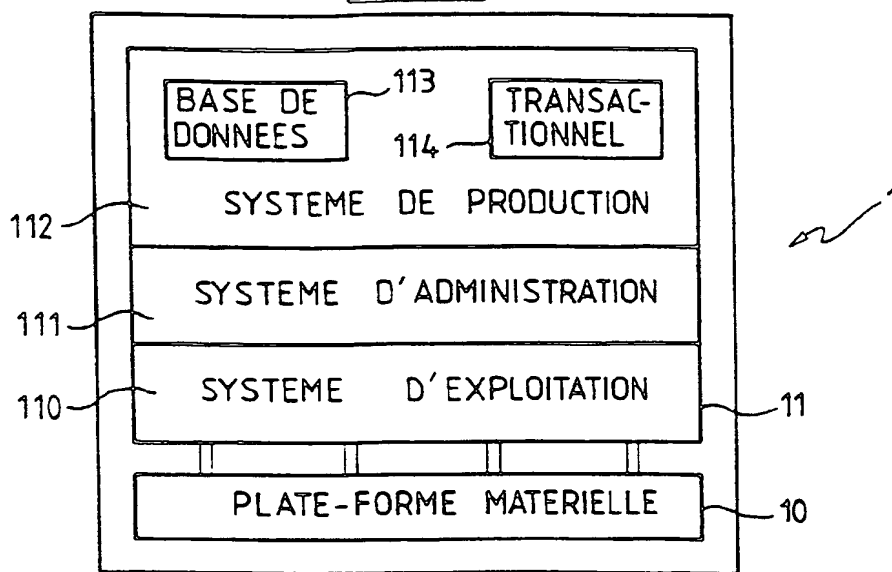 BASE DE
DONNEES
113
TRANSAC-
TIONNEL
114
SYSTEME DE PRODUCTION
112
SYSTEME D'ADMINISTRATION
111
SYSTEME D'EXPLOITATION
110
11
PLATE-FORME MATERIELLE
10